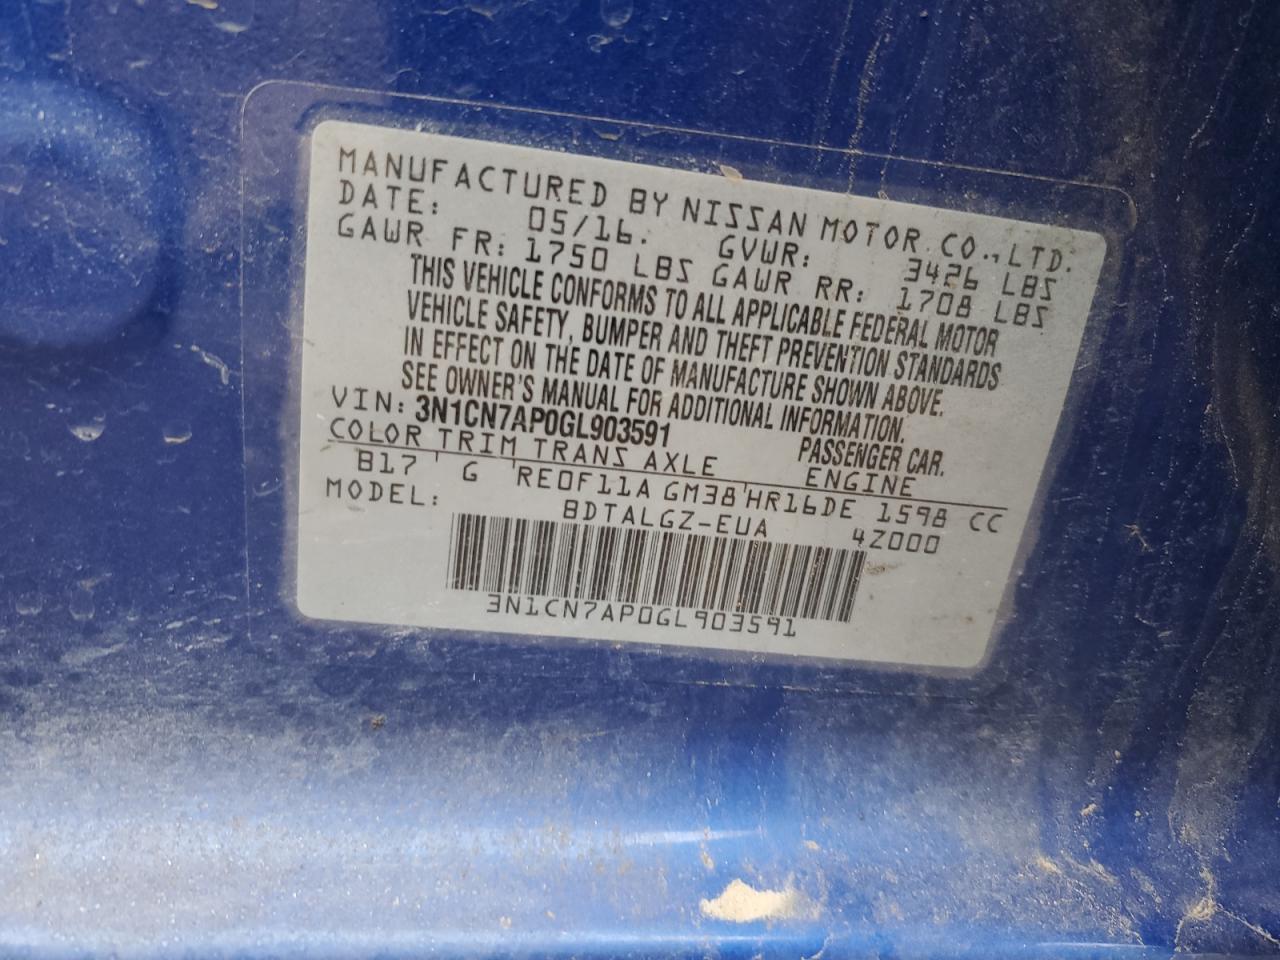 MANUFACTURED BY NISSAN MOTOR CO., LTD.
DATE: 05/16. GVWR: 3426 LBS
GAWR FR: 1750 LBS GAWR RR: 1708 LBS
THIS VEHICLE CONFORMS TO ALL APPLICABLE FEDERAL MOTOR
VEHICLE SAFETY, BUMPER AND THEFT PREVENTION STANDARDS
IN EFFECT ON THE DATE OF MANUFACTURE SHOWN ABOVE.
SEE OWNER'S MANUAL FOR ADDITIONAL INFORMATION.
VIN: 3N1CN7AP0GL903591 PASSENGER CAR.
COLOR TRIM TRANS AXLE ENGINE
B17 ' G ' RE0F11A GM38 ' HR16DE 1598 CC
MODEL: BDTALGZ-EUA 4Z000
3N1CN7AP0GL903591